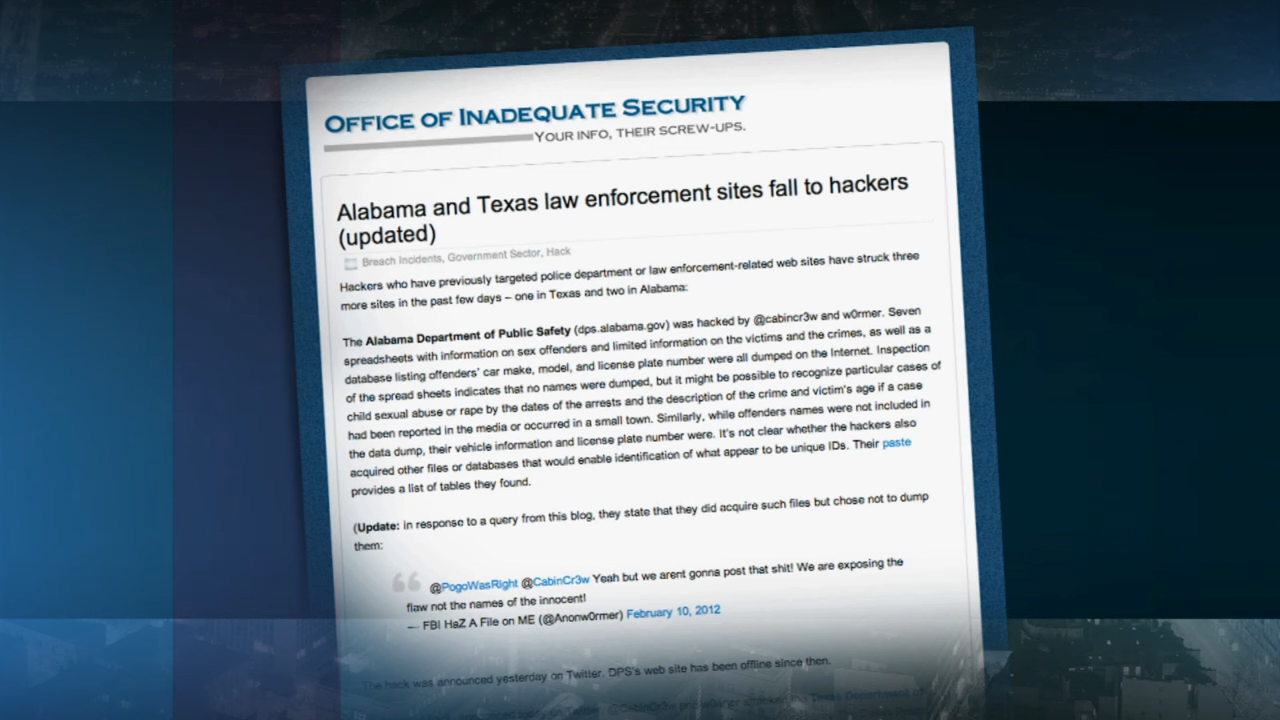 OFFICE OF INADEQUATE SECURITY
YOUR INFO, THEIR SCREW-UPS.
Alabama and Texas law enforcement sites fall to hackers
(updated)
Breach Incidents, Government Sector, Hack
Hackers who have previously targeted police department or law enforcement-related web sites have struck three
more sites in the past few days – one in Texas and two in Alabama:
The Alabama Department of Public Safety (dps.alabama.gov) was hacked by @cabincr3w and w0rmer. Seven
spreadsheets with information on sex offenders and limited information on the victims and the crimes, as well as a
database listing offenders' car make, model, and license plate number were all dumped on the Internet. Inspection
of the spread sheets indicates that no names were dumped, but it might be possible to recognize particular cases of
child sexual abuse or rape by the dates of the arrests and the description of the crime and victim's age if a case
had been reported in the media or occurred in a small town. Similarly, while offenders names were not included in
the data dump, their vehicle information and license plate number were. It's not clear whether the hackers also
acquired other files or databases that would enable identification of what appear to be unique IDs. Their paste
provides a list of tables they found.
(Update: in response to a query from this blog, they state that they did acquire such files but chose not to dump
them:
“ @PogoWasRight @CabinCr3w Yeah but we arent gonna post that shit! We are exposing the
flaw not the names of the innocent!
— FBI HaZ A File on ME (@Anonw0rmer) February 10, 2012
The hack was announced yesterday on Twitter. DPS's web site has been offline since then.
@CabinCr3w and w0rmer attacked the Texas Department of